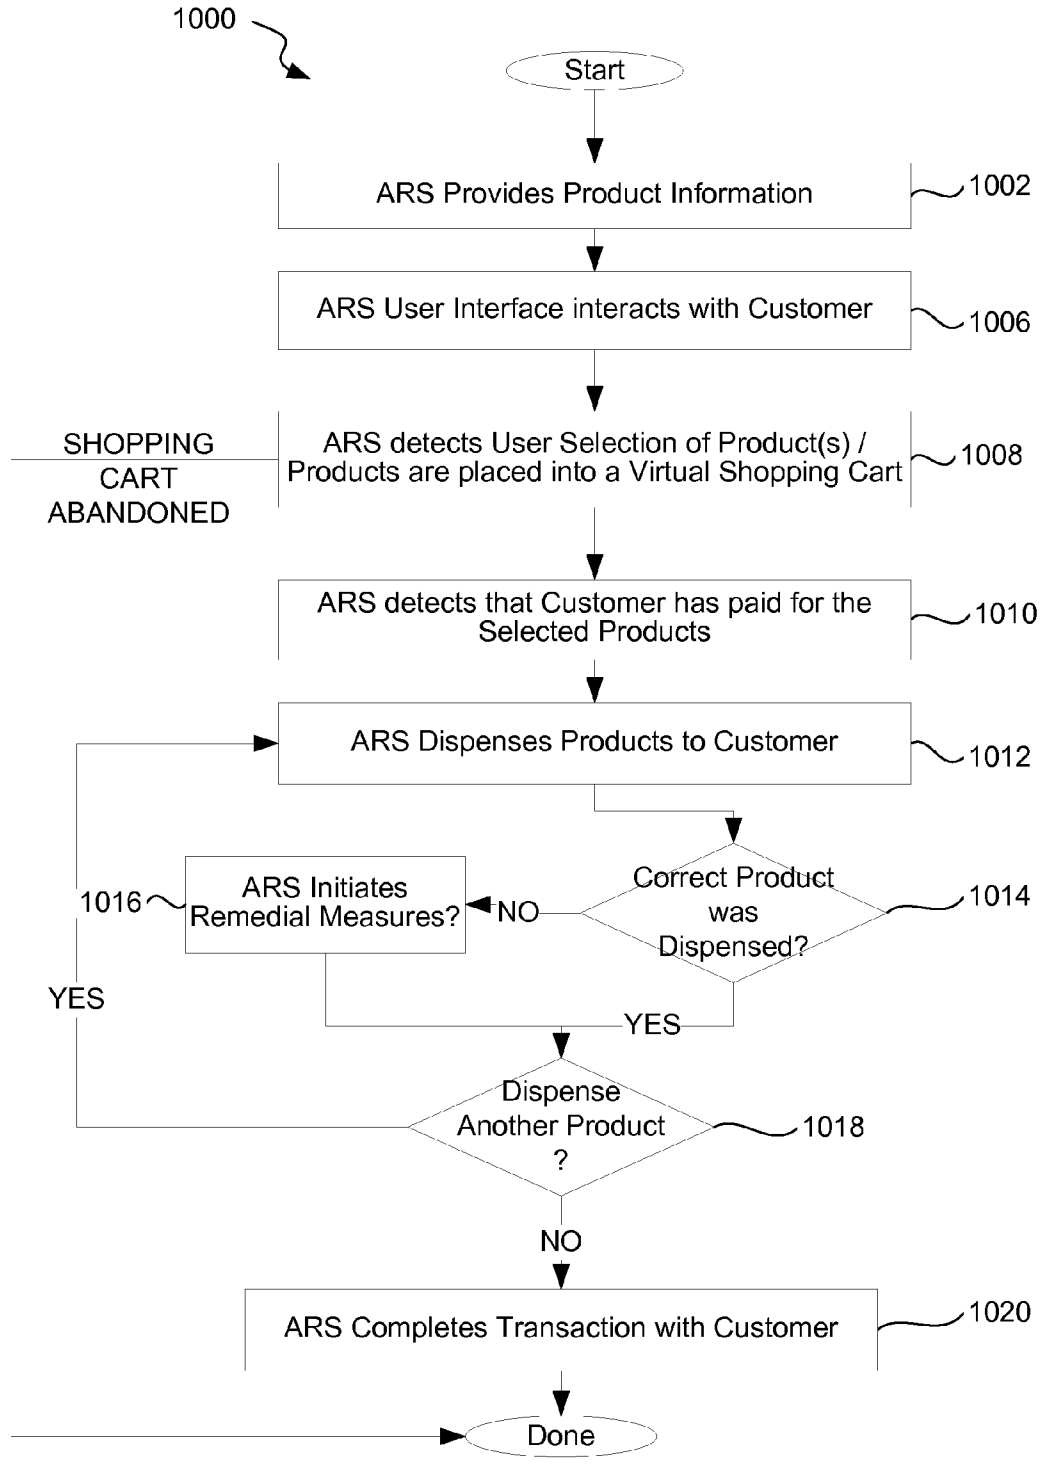 1000
Start
ARS Provides Product Information
1002
ARS User Interface interacts with Customer
1006
SHOPPING
CART
ABANDONED
ARS detects User Selection of Product(s) /
Products are placed into a Virtual Shopping Cart
1008
ARS detects that Customer has paid for the
Selected Products
1010
ARS Dispenses Products to Customer
1012
1016
ARS Initiates
Remedial Measures?
NO
Correct Product
was
Dispensed?
1014
YES
YES
Dispense
Another Product
?
1018
NO
ARS Completes Transaction with Customer
1020
Done